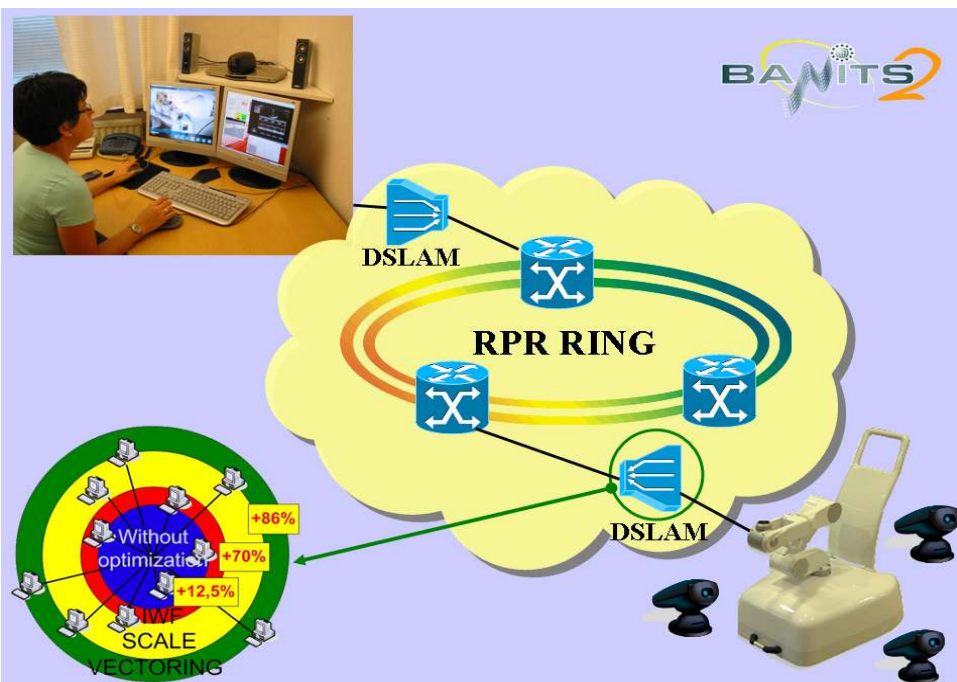 BANITS2
DSLAM
RPR RING
DSLAM
+86%
Without
optimization
+70%
+12,5%
IWF
SCALE
VECTORING